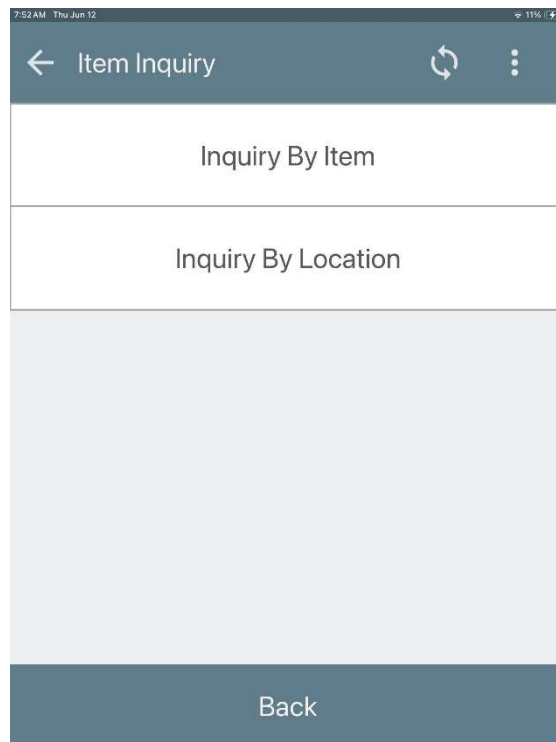 7:52 AM Thu Jun 12 11%
Item Inquiry
Inquiry By Item
Inquiry By Location
Back